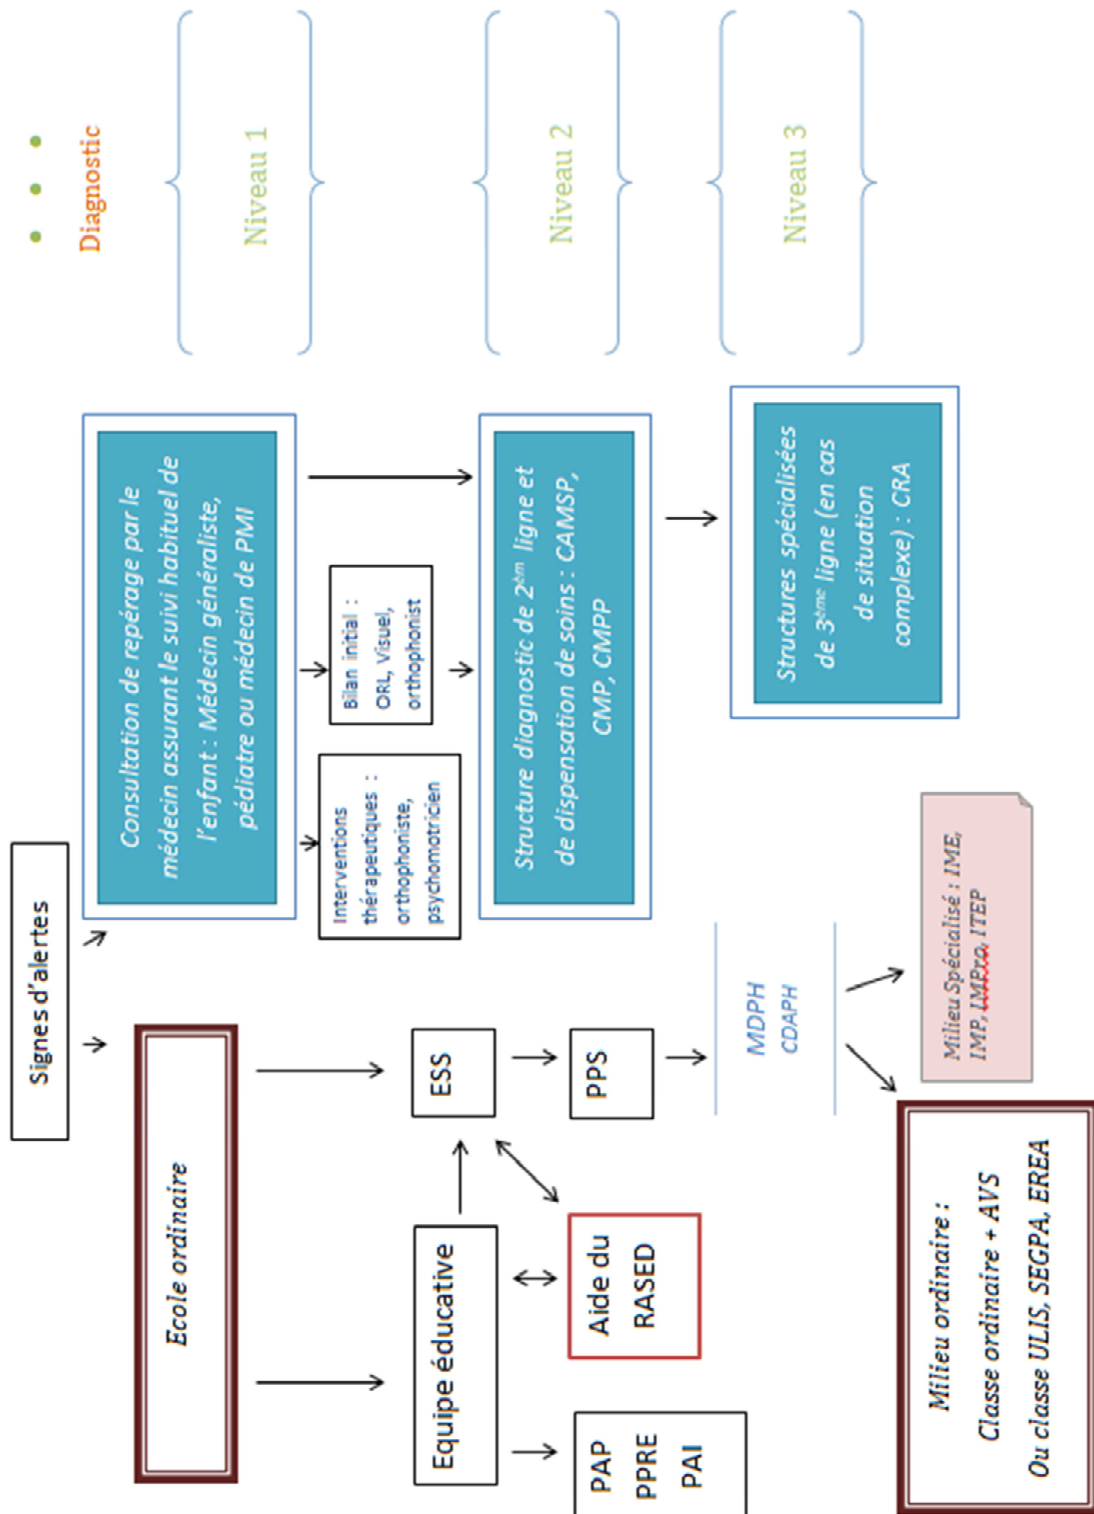 Signes d'alertes
Ecole ordinaire
Equipe éducative
ESS
PAP
PPRE
PAI
Aide du
RASED
PPS
MDPH
CDAPH
Milieu ordinaire :
Classe ordinaire + AVS
Ou classe ULIS, SEGPA, EREA
Milieu Spécialisé : IME,
IMP, IMPro, ITEP
Consultation de repérage par le
médecin assurant le suivi habituel de
l'enfant : Médecin généraliste,
pédiatre ou médecin de PMI
Interventions
thérapeutiques :
orthophoniste,
psychomotricien
Bilan initial :
ORL, Visuel,
orthophonist
Structure diagnostic de 2èm ligne et
de dispensation de soins : CAMSP,
CMP, CMPP
Structures spécialisées
de 3ème ligne (en cas
de situation
complexe) : CRA
Diagnostic
Niveau 1
Niveau 2
Niveau 3